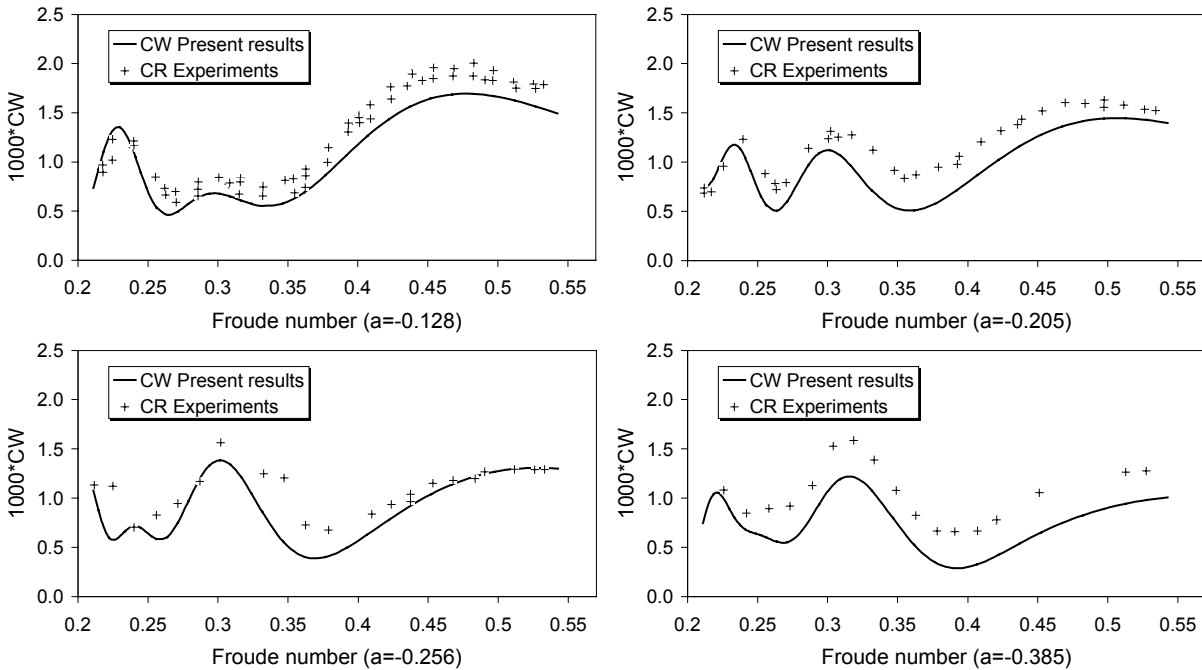 2.5
2.0
1.5
1.0
0.5
0.0
1000*CW
CW Present results
CR Experiments
0.2 0.25 0.3 0.35 0.4 0.45 0.5 0.55
Froude number (a=-0.128)
2.5
2.0
1.5
1.0
0.5
0.0
1000*CW
CW Present results
CR Experiments
0.2 0.25 0.3 0.35 0.4 0.45 0.5 0.55
Froude number (a=-0.205)
2.5
2.0
1.5
1.0
0.5
0.0
1000*CW
CW Present results
CR Experiments
0.2 0.25 0.3 0.35 0.4 0.45 0.5 0.55
Froude number (a=-0.256)
2.5
2.0
1.5
1.0
0.5
0.0
1000*CW
CW Present results
CR Experiments
0.2 0.25 0.3 0.35 0.4 0.45 0.5 0.55
Froude number (a=-0.385)